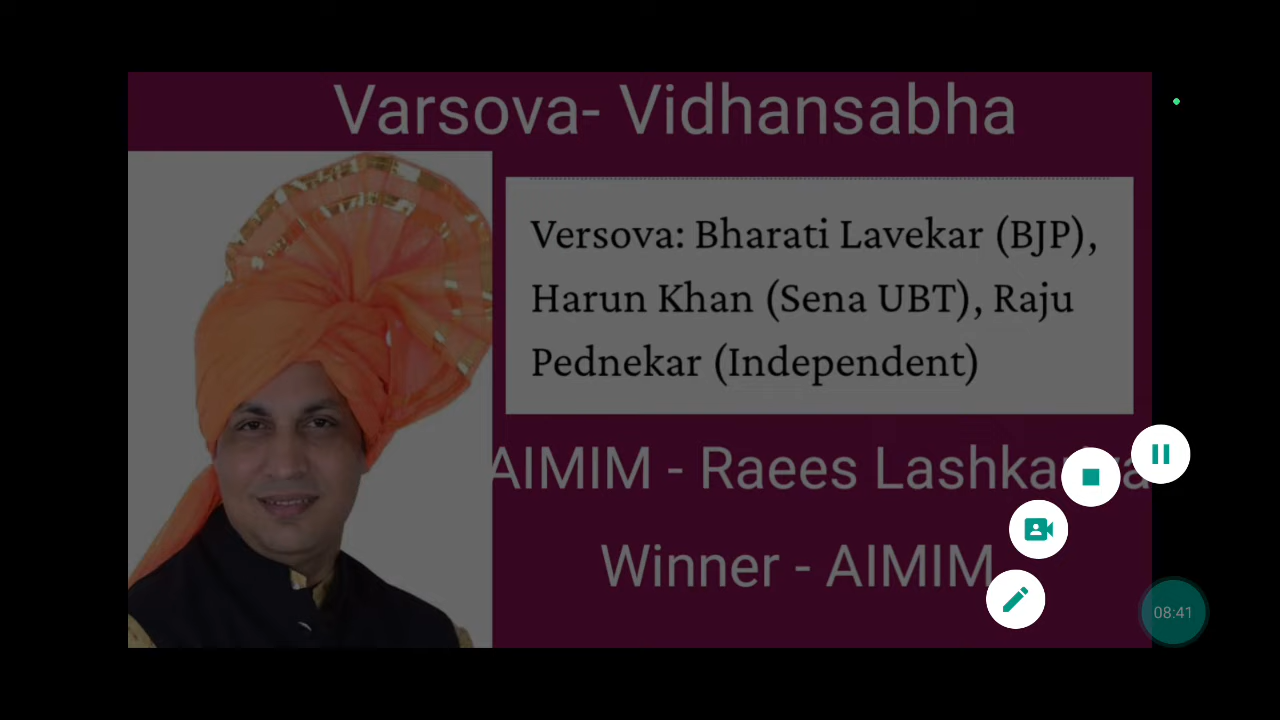 Varsova- Vidhansabha
Versova: Bharati Lavekar (BJP),
Harun Khan (Sena UBT), Raju
Pednekar (Independent)
AIMIM - Raees
Winner - AIMIM
08:41